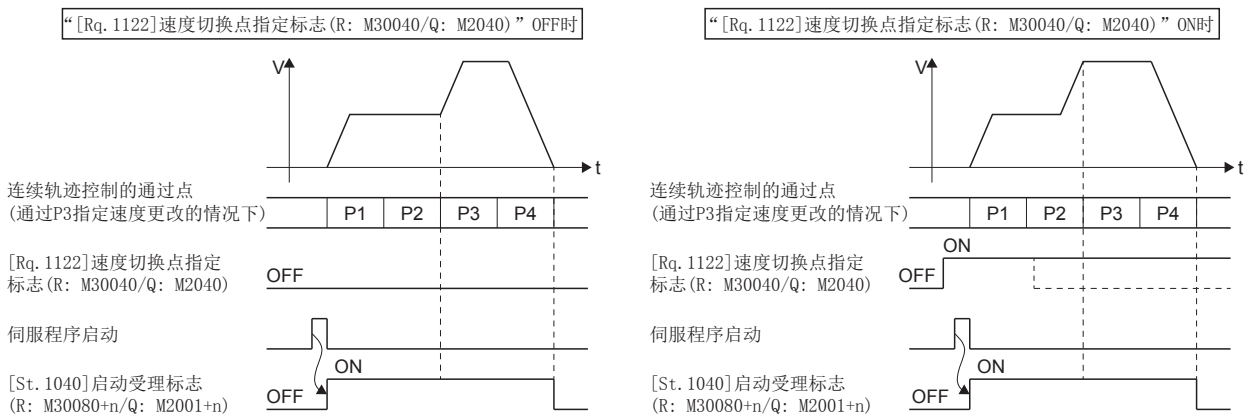 “[Rq.1122]速度切换点指定标志(R: M30040/Q: M2040)”OFF时
V
t
连续轨迹控制的通过点
(通过P3指定速度更改的情况下)
P1 P2 P3 P4
[Rq.1122]速度切换点指定
标志(R: M30040/Q: M2040)
OFF
伺服程序启动
ON
[St.1040]启动受理标志
(R: M30080+n/Q: M2001+n)
OFF
“[Rq.1122]速度切换点指定标志(R: M30040/Q: M2040)”ON时
V
t
连续轨迹控制的通过点
(通过P3指定速度更改的情况下)
P1 P2 P3 P4
ON
[Rq.1122]速度切换点指定
标志(R: M30040/Q: M2040)
OFF
伺服程序启动
ON
[St.1040]启动受理标志
(R: M30080+n/Q: M2001+n)
OFF